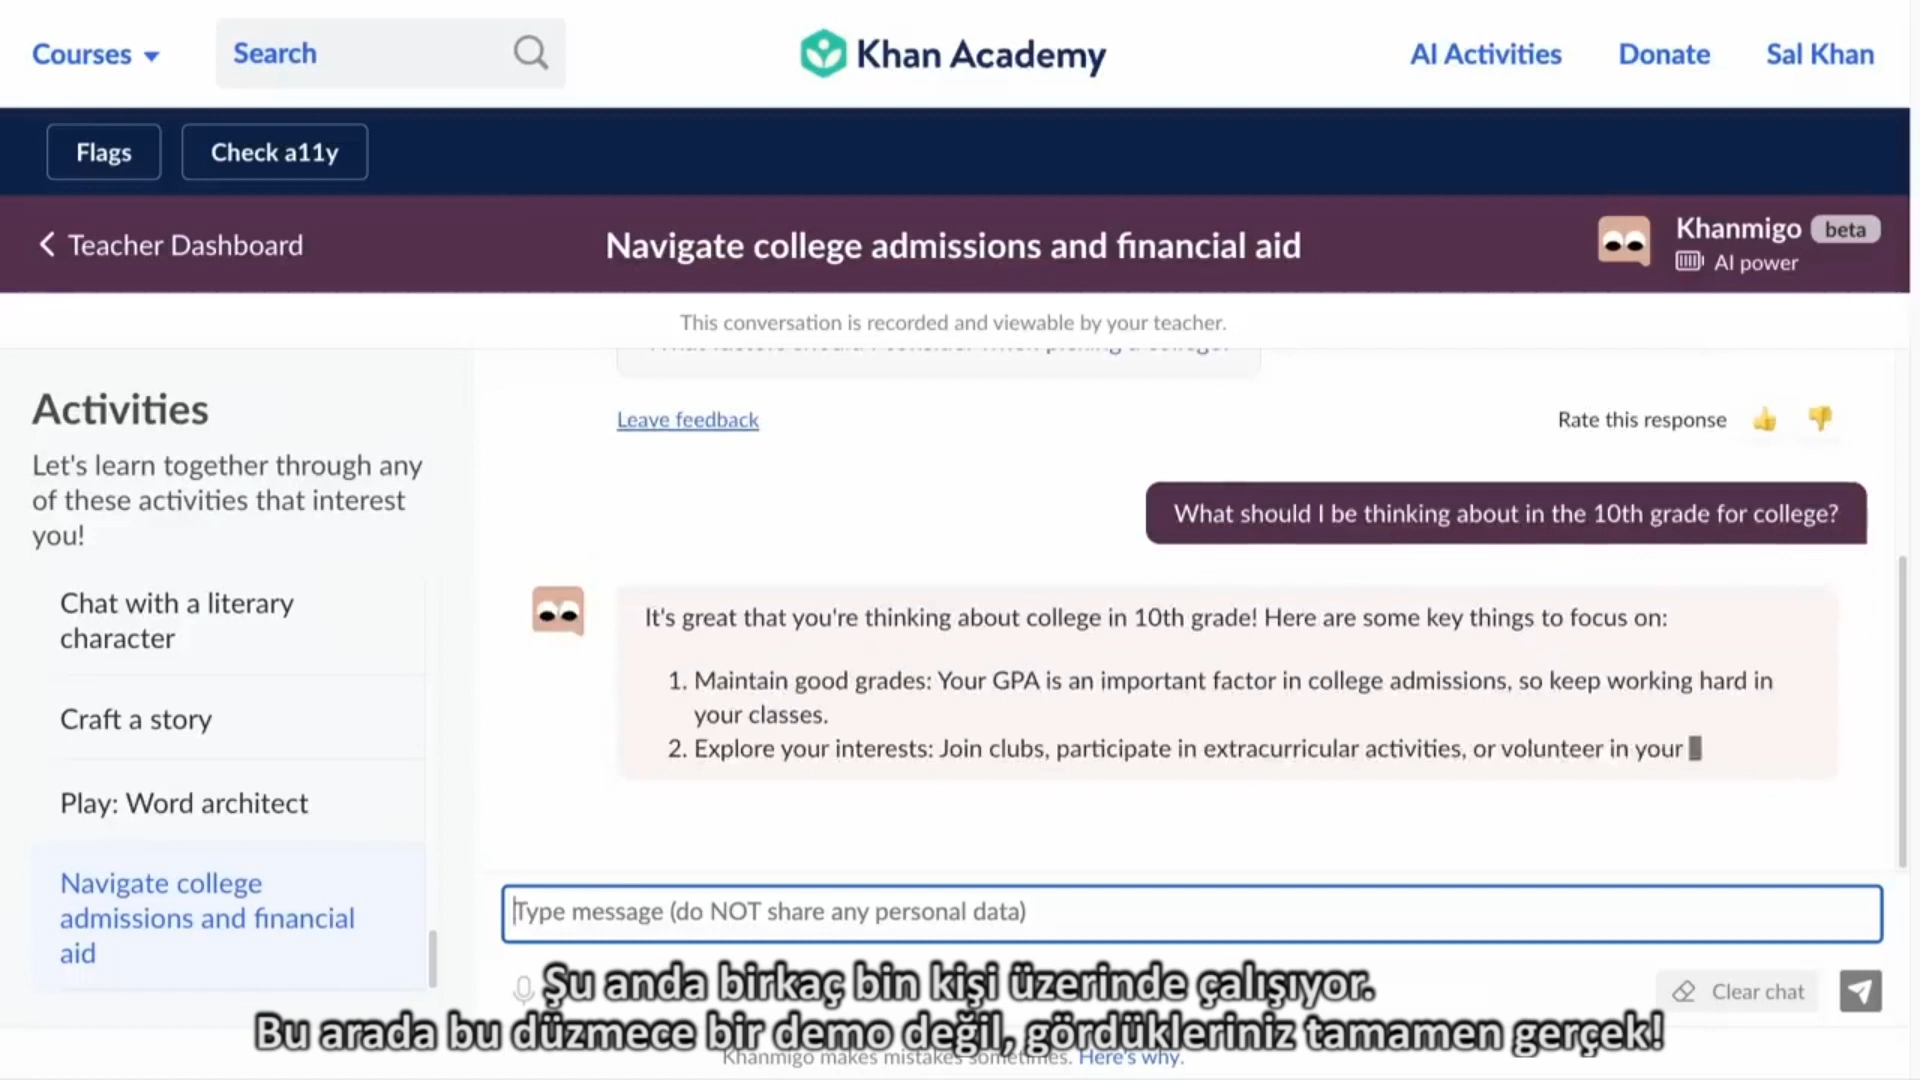 Courses
Search
Khan Academy
AI Activities
Donate
Sal Khan
Flags
Check a11y
Teacher Dashboard
Navigate college admissions and financial aid
Khanmigo beta
AI power
This conversation is recorded and viewable by your teacher.
Activities
Let's learn together through any
of these activities that interest
you!
Chat with a literary
character
Craft a story
Play: Word architect
Navigate college
admissions and financial
aid
Leave feedback
Rate this response
What should I be thinking about in the 10th grade for college?
It's great that you're thinking about college in 10th grade! Here are some key things to focus on:
1. Maintain good grades: Your GPA is an important factor in college admissions, so keep working hard in
your classes.
2. Explore your interests: Join clubs, participate in extracurricular activities, or volunteer in your
Type message (do NOT share any personal data)
Clear chat
Şu anda birkaç bin kişi üzerinde çalışıyor.
Bu arada bu düzmece bir demo değil, gördükleriniz tamamen gerçek!
Khanmigo makes mistakes sometimes. Here's why.